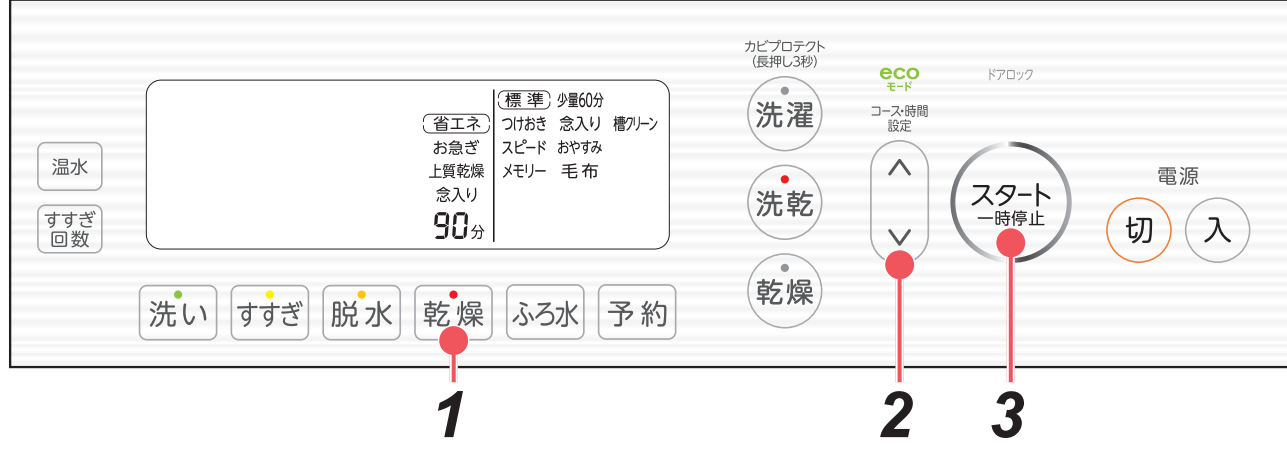 温水
すすぎ
回数
標準 少量60分
省エネ つけおき 念入り 槽クリーン
お急ぎ スピード おやすみ
上質乾燥 メモリー 毛布
念入り
90分
洗い すすぎ 脱水 乾燥 ふろ水 予約
カビプロテクト
(長押し3秒)
洗濯
洗乾
乾燥
eco
モード
コース・時間
設定
ドアロック
スタート
一時停止
電源
切 入
1 2 3